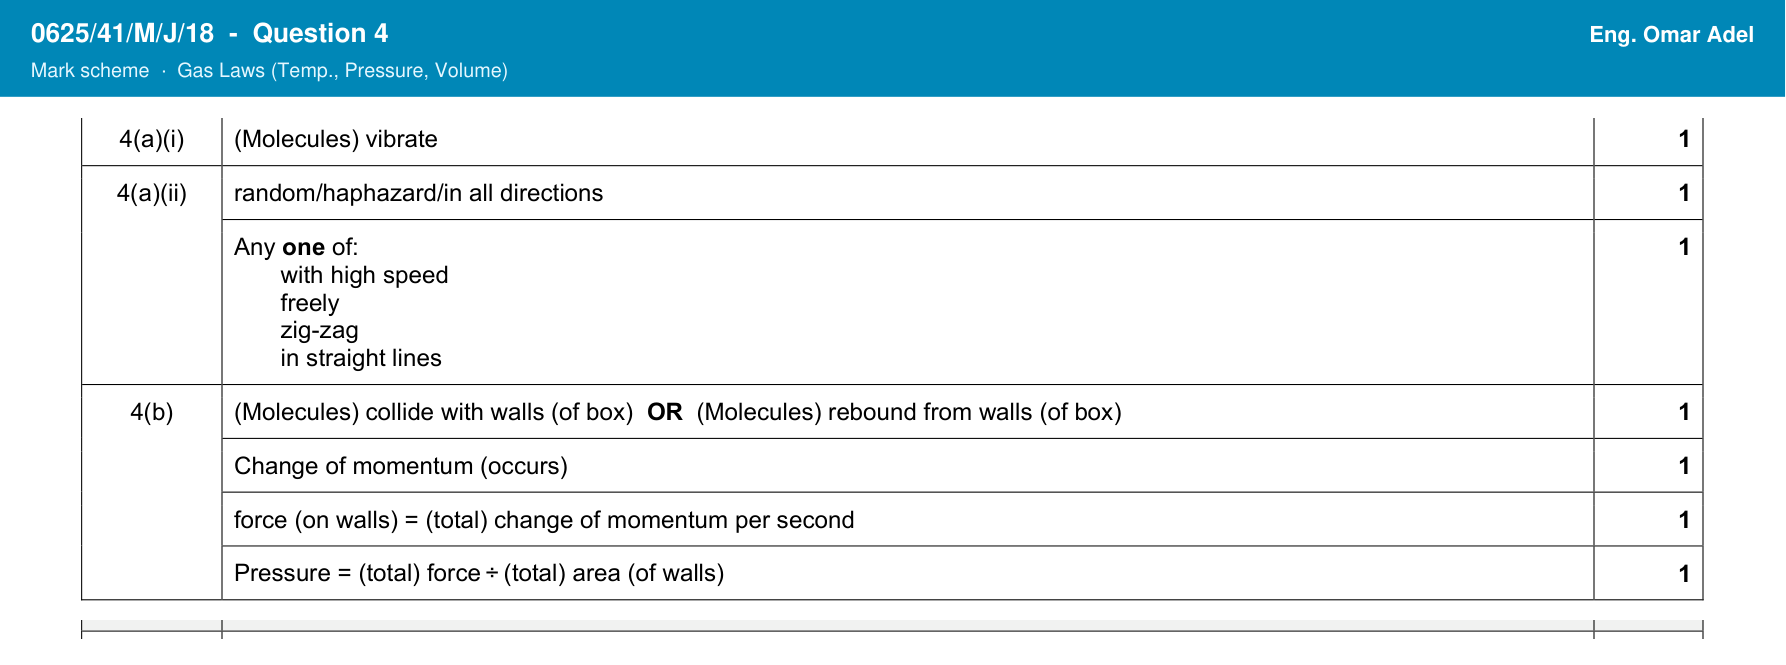 0625/41/M/J/18 - Question 4
Eng. Omar Adel
Mark scheme · Gas Laws (Temp., Pressure, Volume)
4(a)(i) (Molecules) vibrate 1
4(a)(ii) random/haphazard/in all directions 1
Any one of: 1
with high speed
freely
zig-zag
in straight lines
4(b) (Molecules) collide with walls (of box) OR (Molecules) rebound from walls (of box) 1
Change of momentum (occurs) 1
force (on walls) = (total) change of momentum per second 1
Pressure = (total) force ÷ (total) area (of walls) 1